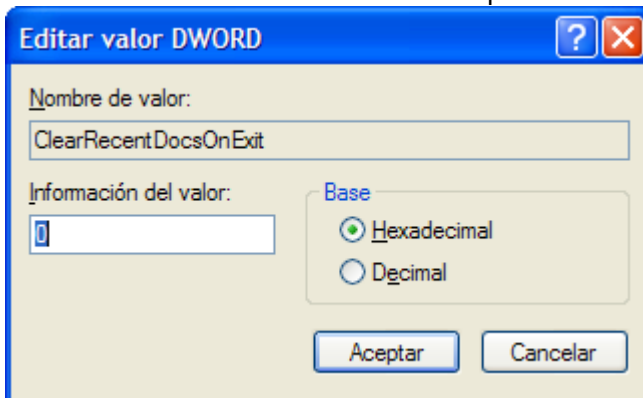 Editar valor DWORD
Nombre de valor:
ClearRecentDocsOnExit
Información del valor:
0
Base
Hexadecimal
Decimal
Aceptar
Cancelar